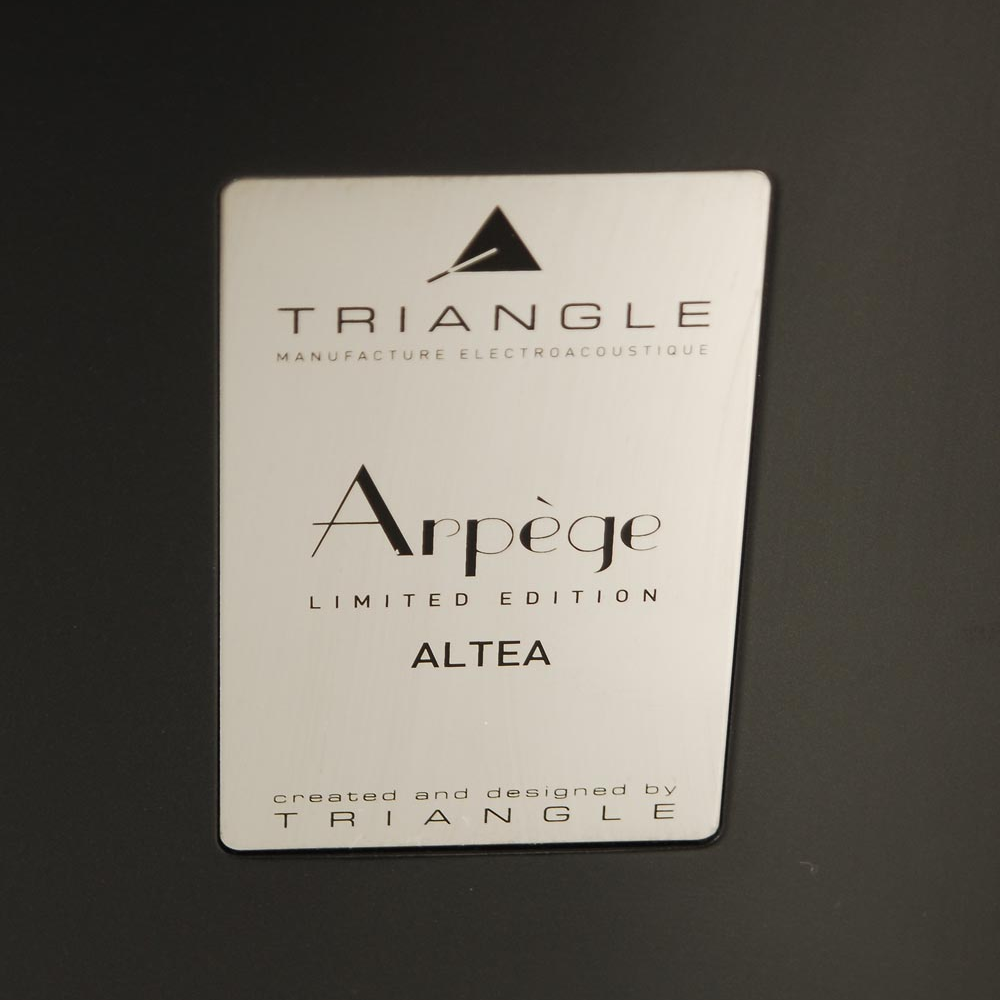 TRIANGLE
MANUFACTURE ELECTROACOUSTIQUE
Arpège
LIMITED EDITION
ALTEA
created and designed by
TRIANGLE